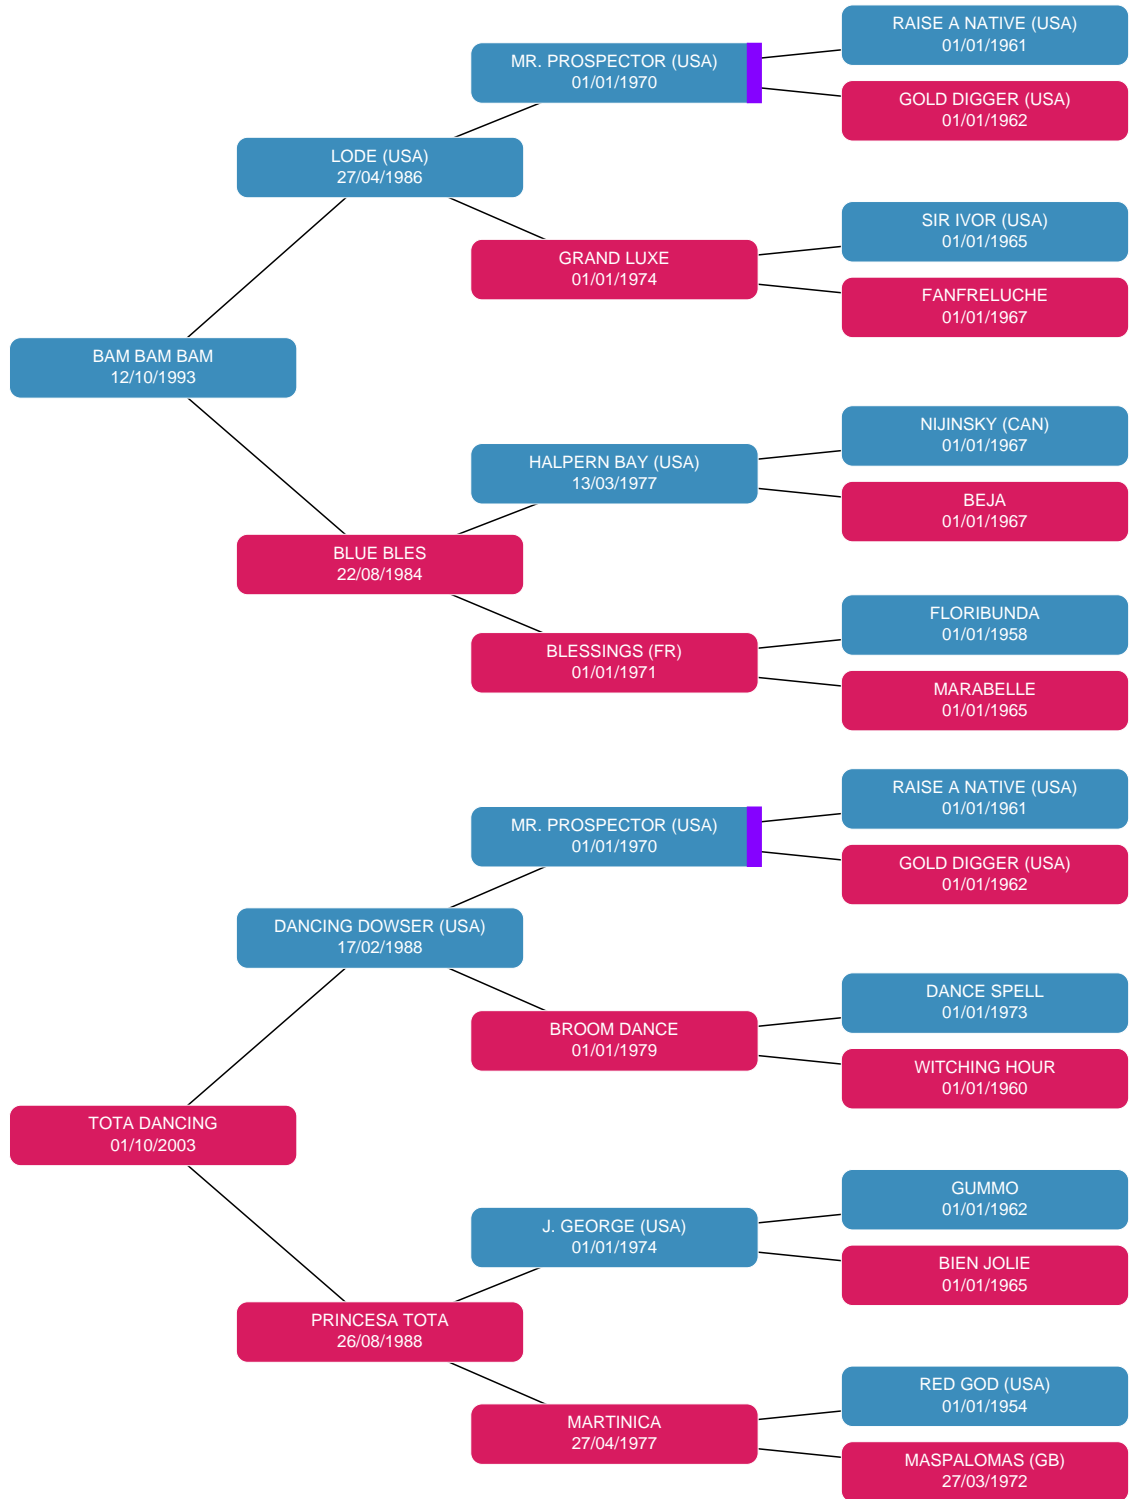 RAISE A NATIVE (USA)
01/01/1961
MR. PROSPECTOR (USA)
01/01/1970
GOLD DIGGER (USA)
01/01/1962
LODE (USA)
27/04/1986
SIR IVOR (USA)
01/01/1965
GRAND LUXE
01/01/1974
FANFRELUCHE
01/01/1967
BAM BAM BAM
12/10/1993
NIJINSKY (CAN)
01/01/1967
HALPERN BAY (USA)
13/03/1977
BEJA
01/01/1967
BLUE BLES
22/08/1984
FLORIBUNDA
01/01/1958
BLESSINGS (FR)
01/01/1971
MARABELLE
01/01/1965
RAISE A NATIVE (USA)
01/01/1961
MR. PROSPECTOR (USA)
01/01/1970
GOLD DIGGER (USA)
01/01/1962
DANCING DOWSER (USA)
17/02/1988
DANCE SPELL
01/01/1973
BROOM DANCE
01/01/1979
WITCHING HOUR
01/01/1960
TOTA DANCING
01/10/2003
GUMMO
01/01/1962
J. GEORGE (USA)
01/01/1974
BIEN JOLIE
01/01/1965
PRINCESA TOTA
26/08/1988
RED GOD (USA)
01/01/1954
MARTINICA
27/04/1977
MASPALOMAS (GB)
27/03/1972